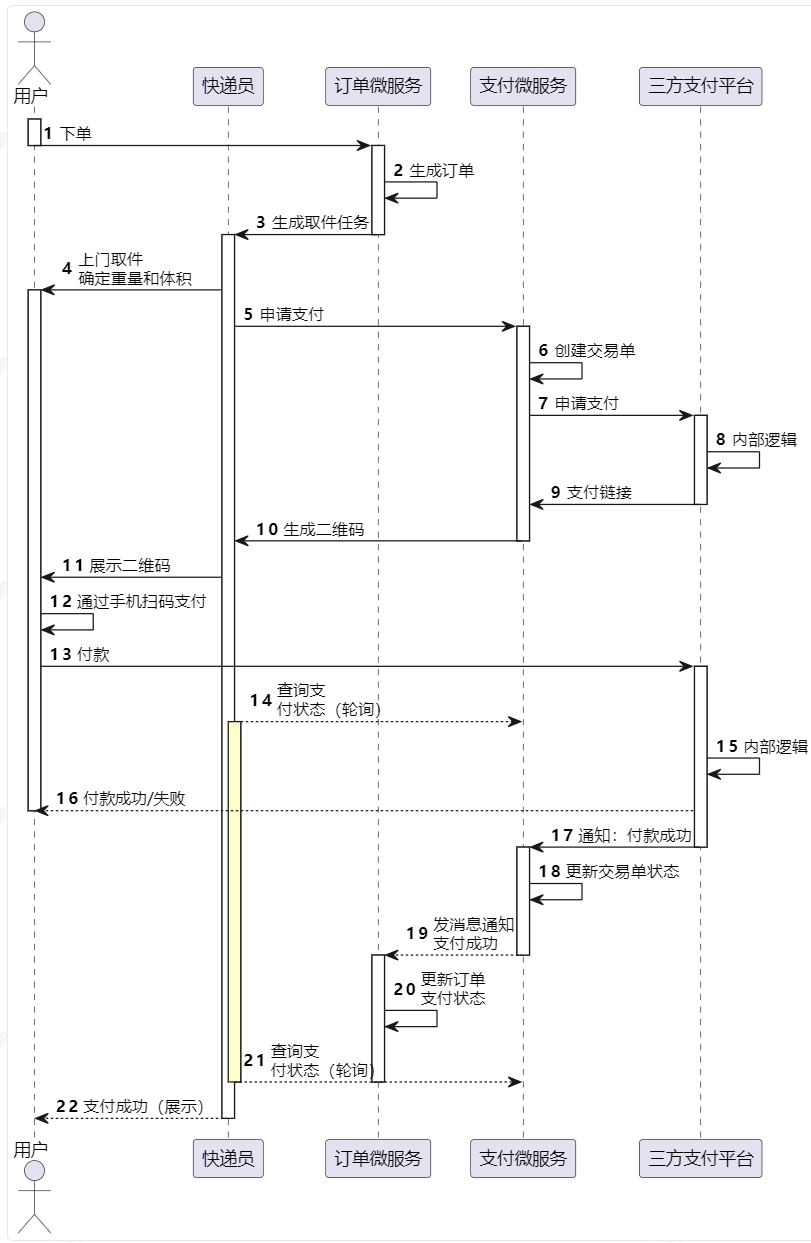 用户
快递员
订单微服务
支付微服务
三方支付平台
1 下单
2 生成订单
3 生成取件任务
4 上门取件
确定重量和体积
5 申请支付
6 创建交易单
7 申请支付
8 内部逻辑
9 支付链接
10 生成二维码
11 展示二维码
12 通过手机扫码支付
13 付款
14 查询支
付状态（轮询）
15 内部逻辑
16 付款成功/失败
17 通知：付款成功
18 更新交易单状态
19 发消息通知
支付成功
20 更新订单
支付状态
21 查询支
付状态（轮询）
22 支付成功（展示）
用户
快递员
订单微服务
支付微服务
三方支付平台